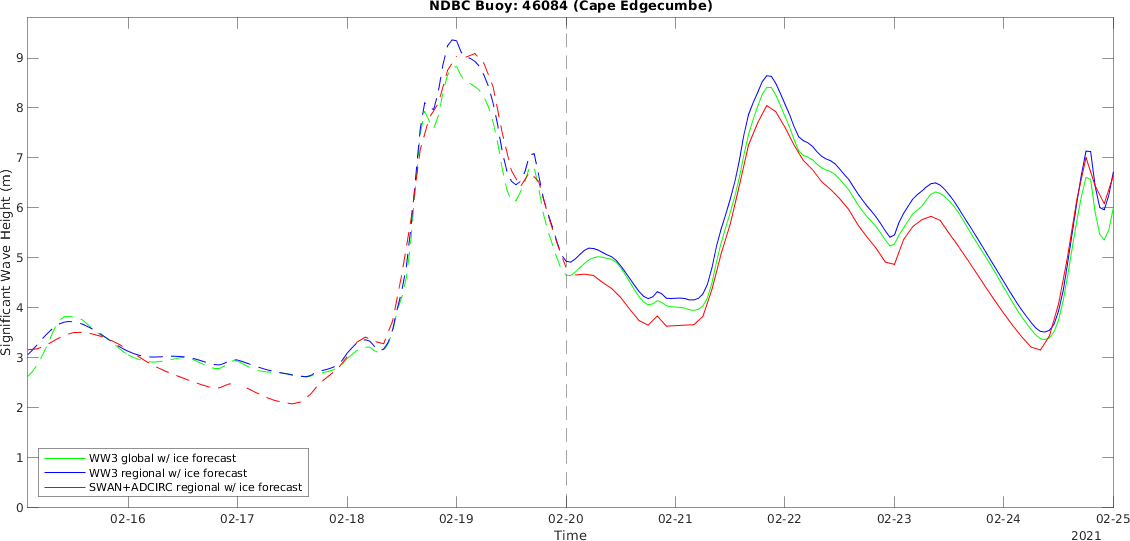 NDBC Buoy: 46084 (Cape Edgecumbe)
Significant Wave Height (m)
9
8
7
6
5
4
3
2
1
0
WW3 global w/ ice forecast
WW3 regional w/ ice forecast
SWAN+ADCIRC regional w/ ice forecast
02-16 02-17 02-18 02-19 02-20 02-21 02-22 02-23 02-24 02-25
Time
2021